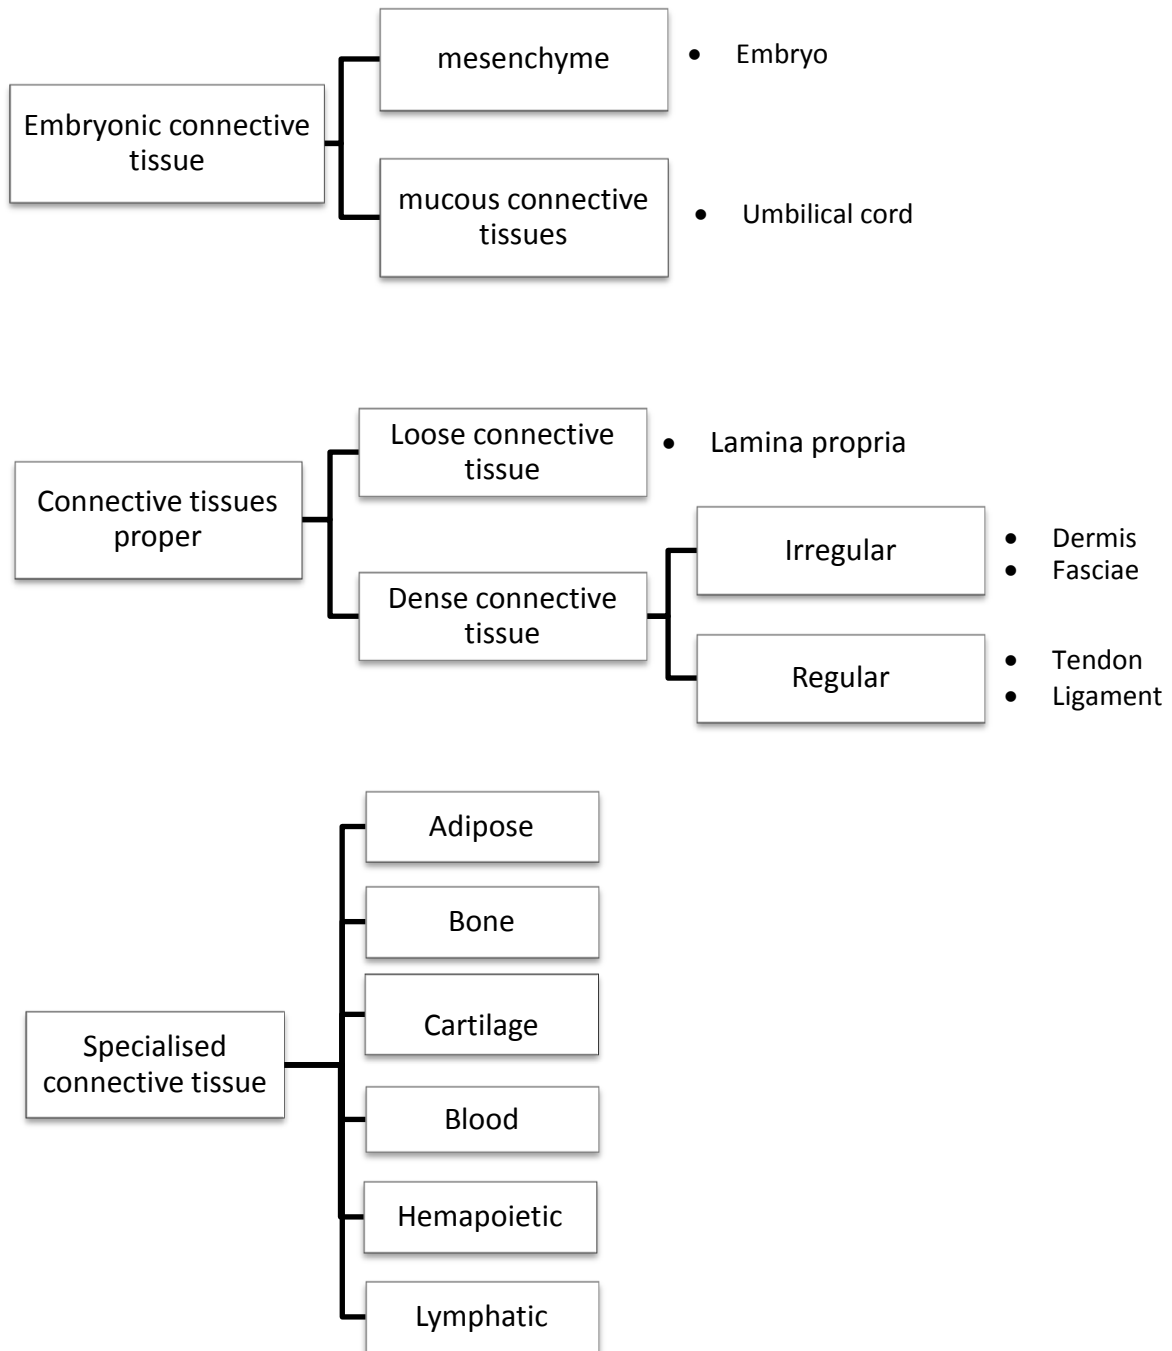 mesenchyme
• Embryo
Embryonic connective
tissue
mucous connective
tissues
• Umbilical cord
Loose connective
tissue
• Lamina propria
Connective tissues
proper
Irregular
• Dermis
• Fasciae
Dense connective
tissue
Regular
• Tendon
• Ligament
Adipose
Bone
Cartilage
Specialised
connective tissue
Blood
Hemapoietic
Lymphatic